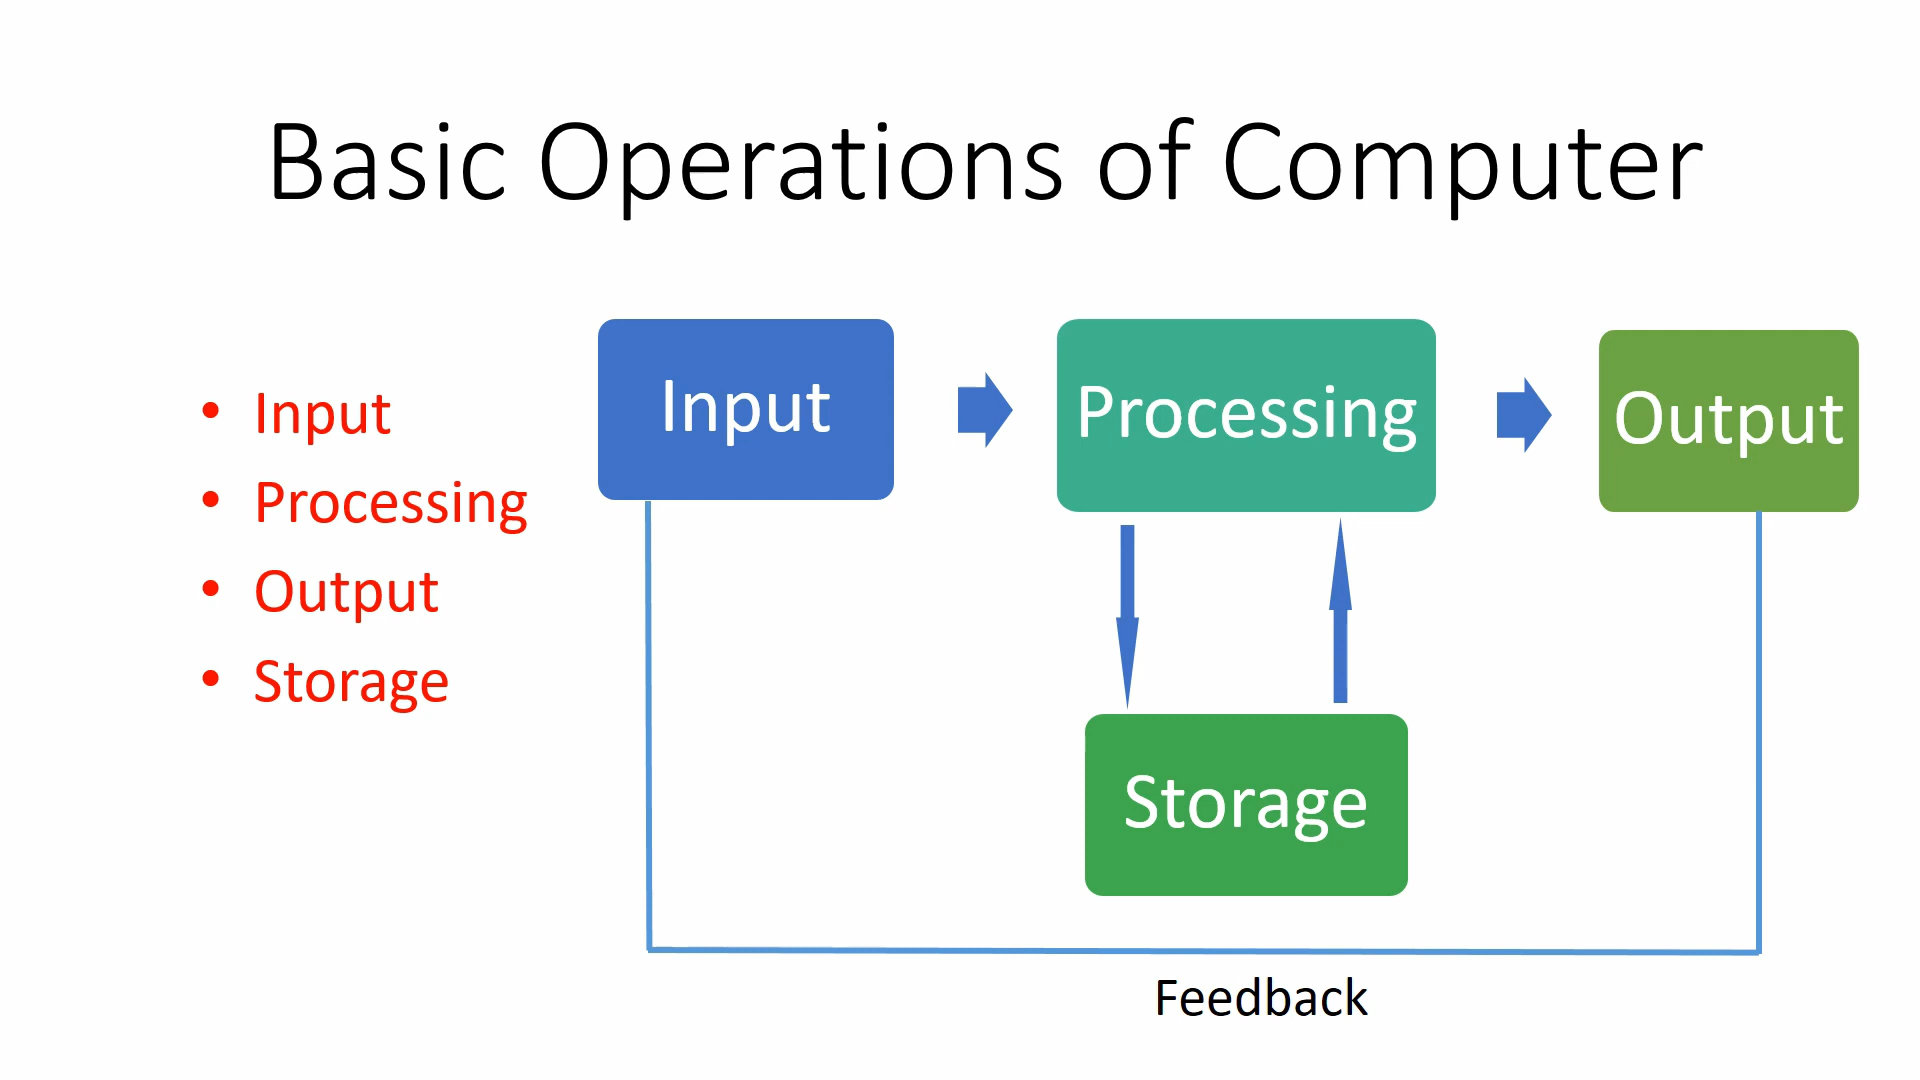 Basic Operations of Computer
• Input
• Processing
• Output
• Storage
Input
Processing
Output
Storage
Feedback